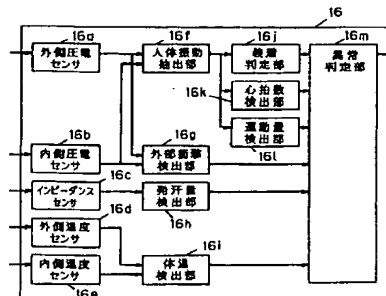 16
16a
外側圧電
センサ
16f
人体振動
抽出部
16j
装着
判定部
16m
異常
判定部
16k
心拍数
検出部
運動量
検出部
16l
16b
内側圧電
センサ
16g
外部衝撃
検出部
16c
インピーダンス
センサ
発汗量
検出部
16h
16d
外側温度
センサ
内側温度
センサ
16e
16i
体温
検出部